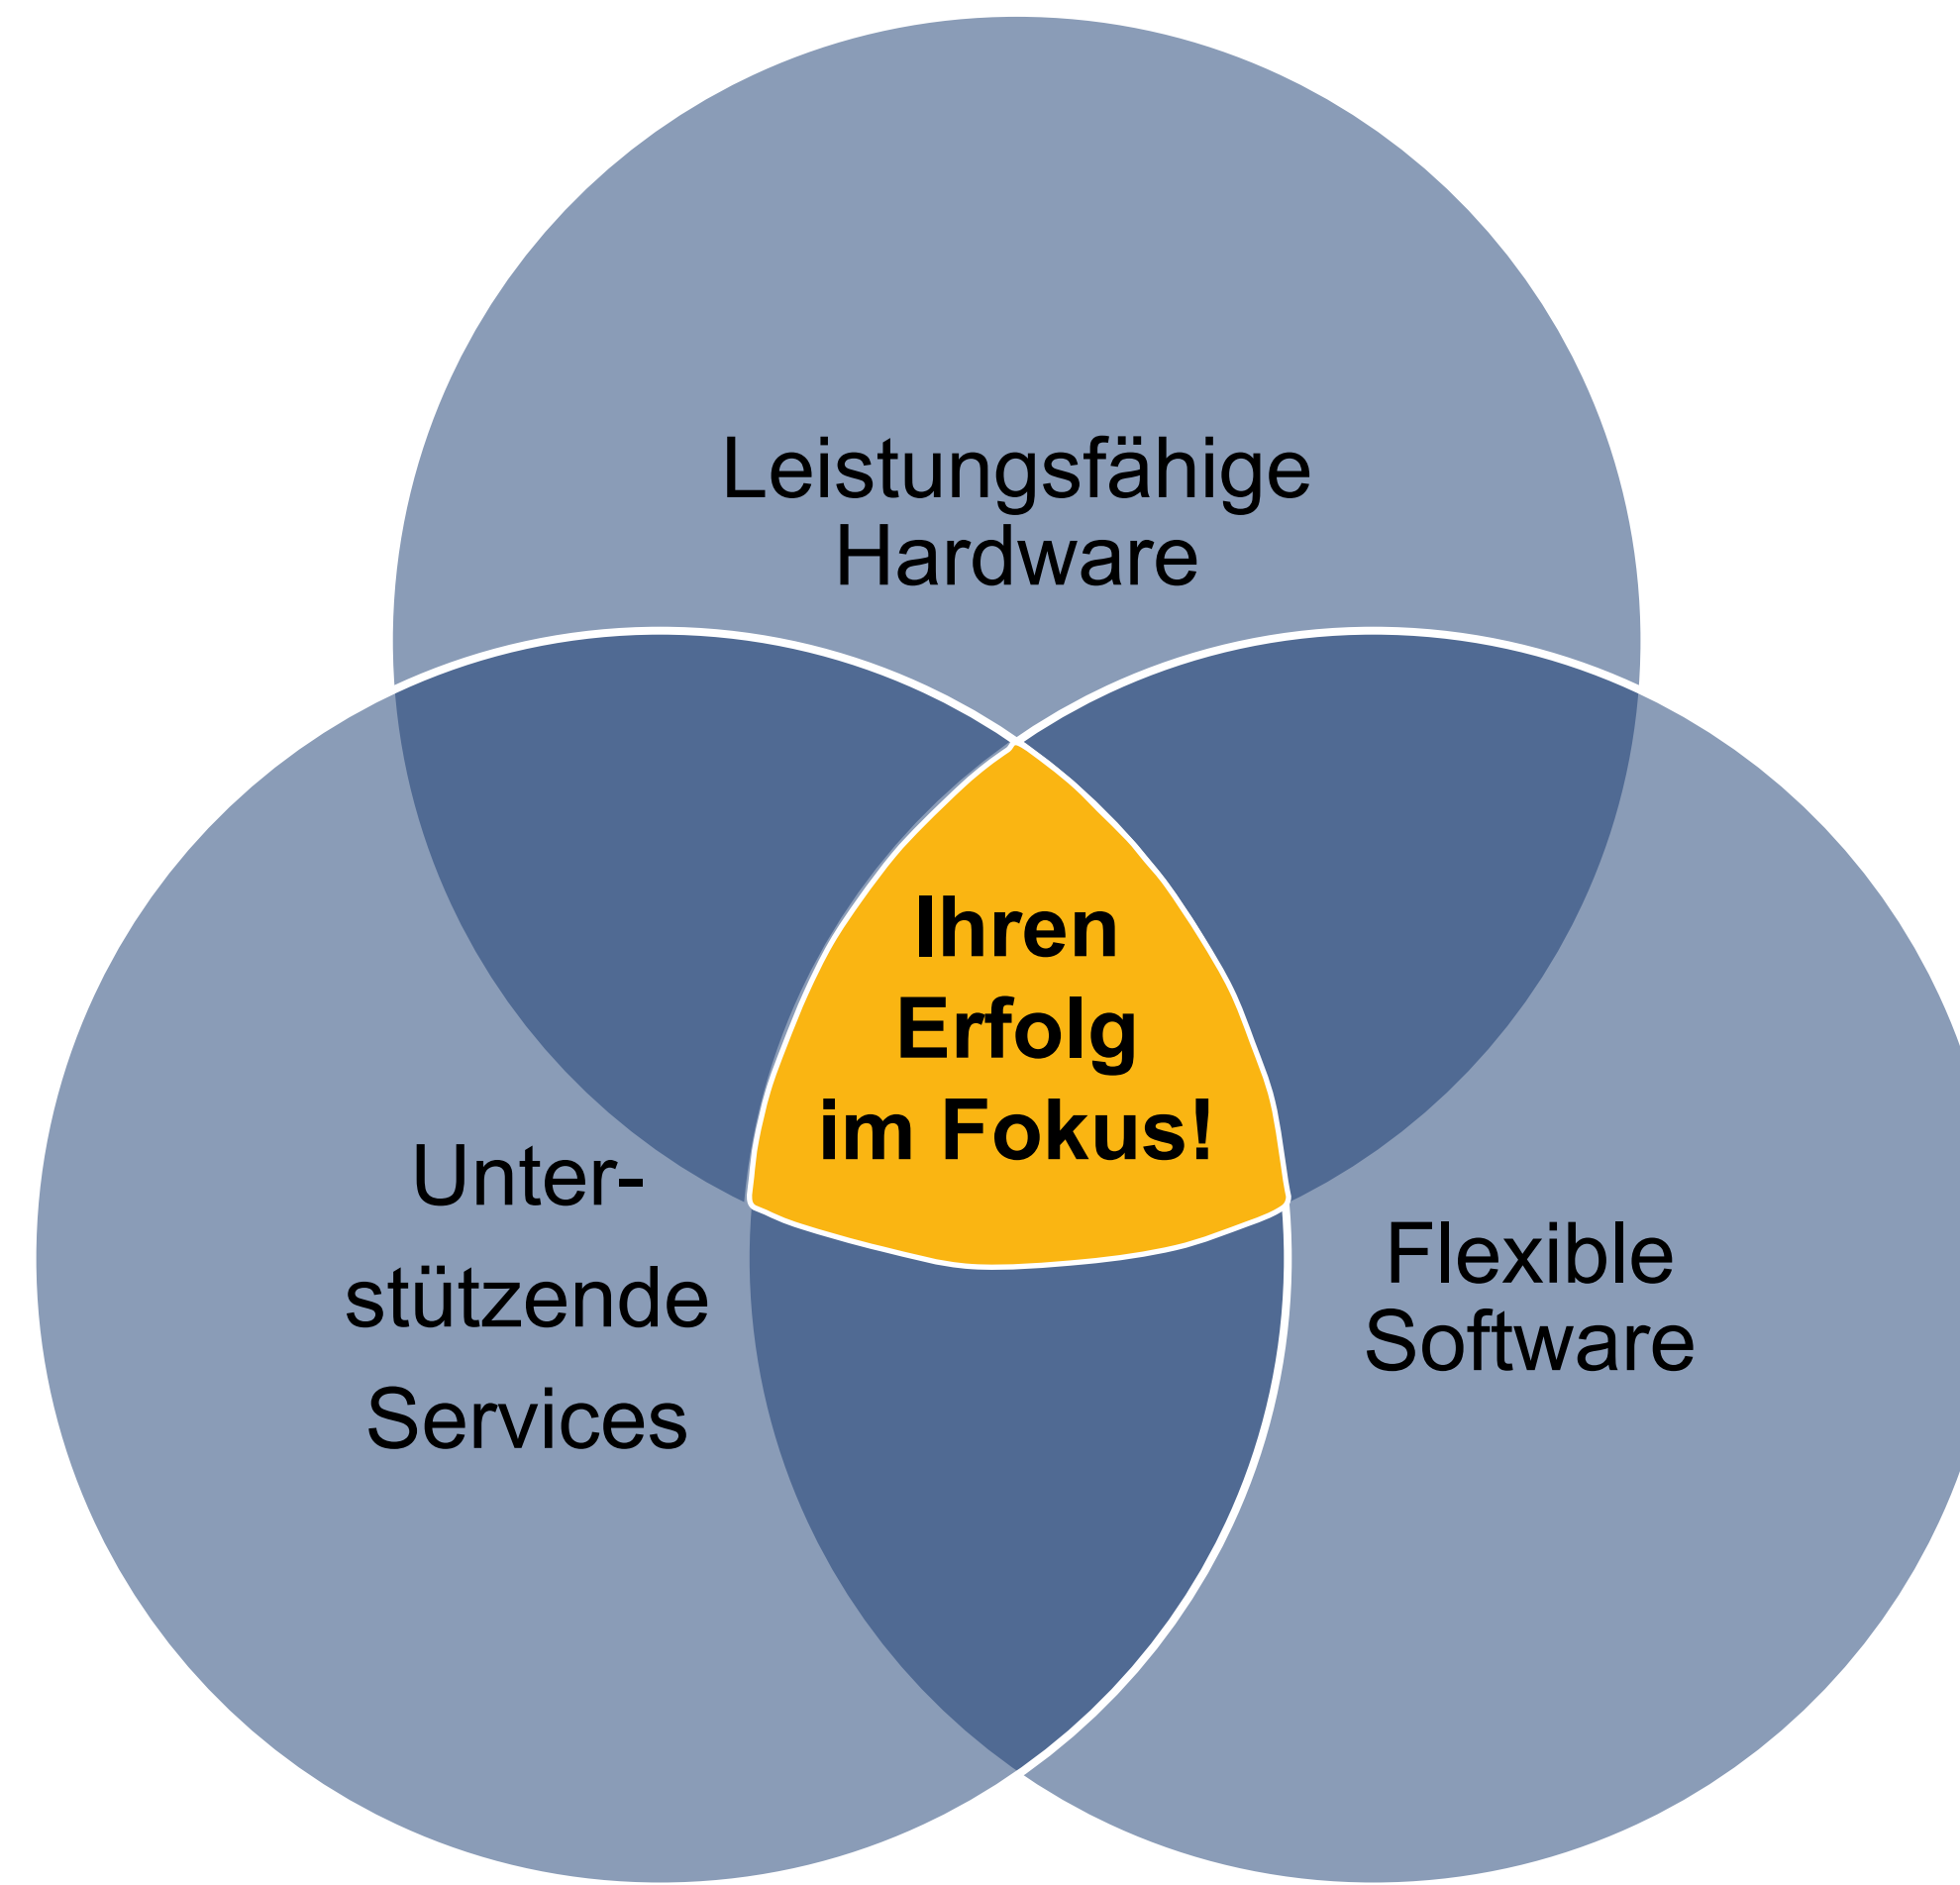 Leistungsfähige
Hardware
Ihren
Erfolg
im Fokus!
Unter-
stützende
Services
Flexible
Software